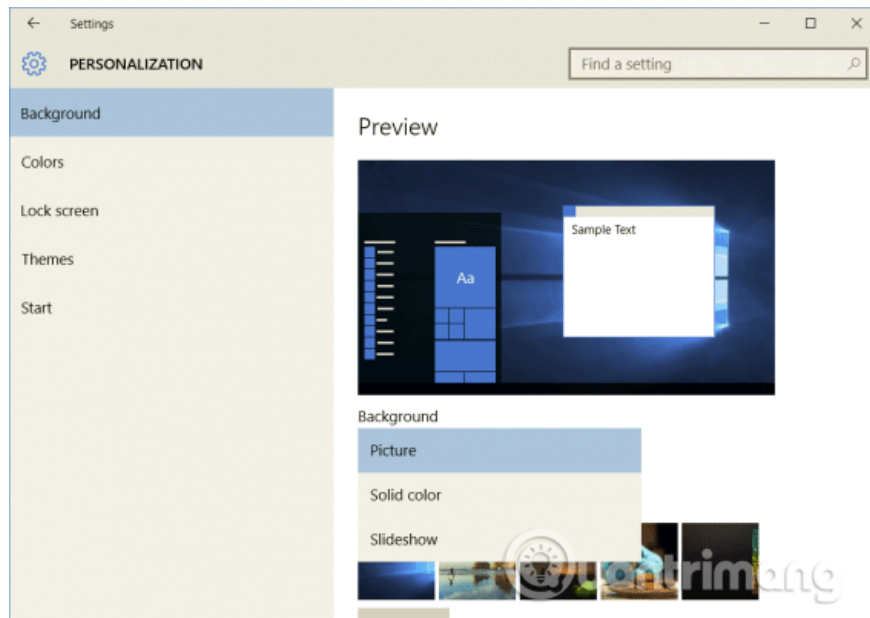 Settings
PERSONALIZATION
Find a setting
Background
Colors
Lock screen
Themes
Start
Preview
Sample Text
Aa
Background
Picture
Solid color
Slideshow
Quantrimang